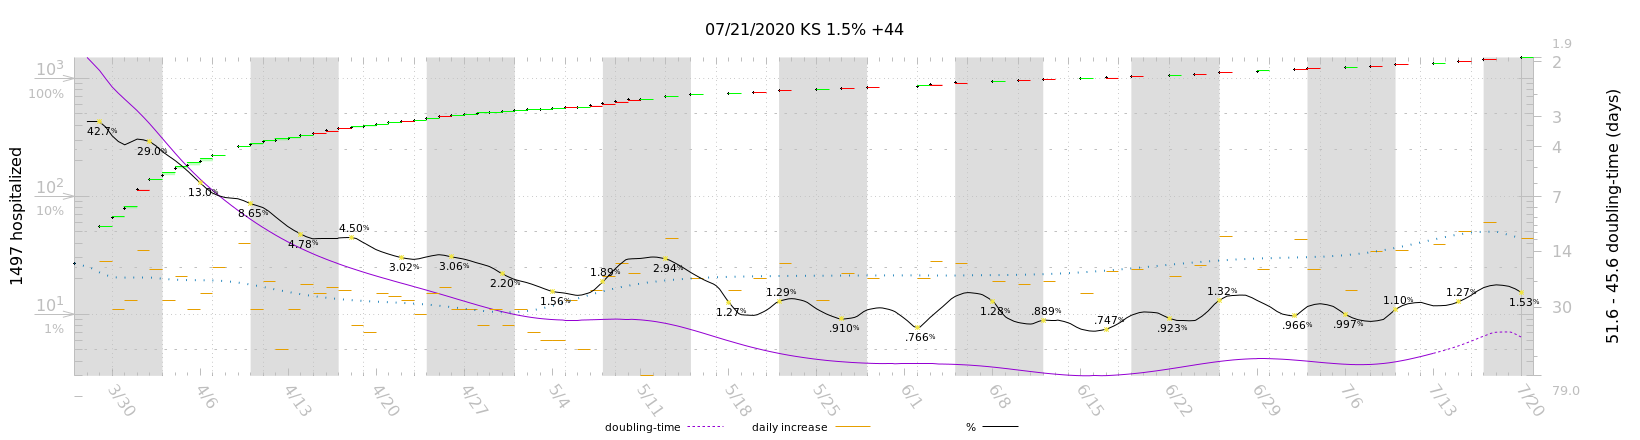 07/21/2020 KS 1.5% +44
1.9
10³ 2
100%
42.7% 3
29.0% 4
10² 13.0% 7
10% 8.65%
4.50%
4.78% 14
3.02% 3.06% 1.89% 2.94%
2.20% 1.29% 1.32% 1.27%
10¹ 1.56% 1.27% 1.28% .889% 1.10% 1.53% 30
1% .910% .766% .747% .923% .966% .997%
1497 hospitalized
51.6 - 45.6 doubling-time (days)
– 79.0
3/30 4/6 4/13 4/20 4/27 5/4 5/11 5/18 5/25 6/1 6/8 6/15 6/22 6/29 7/6 7/13 7/20
doubling-time daily increase %